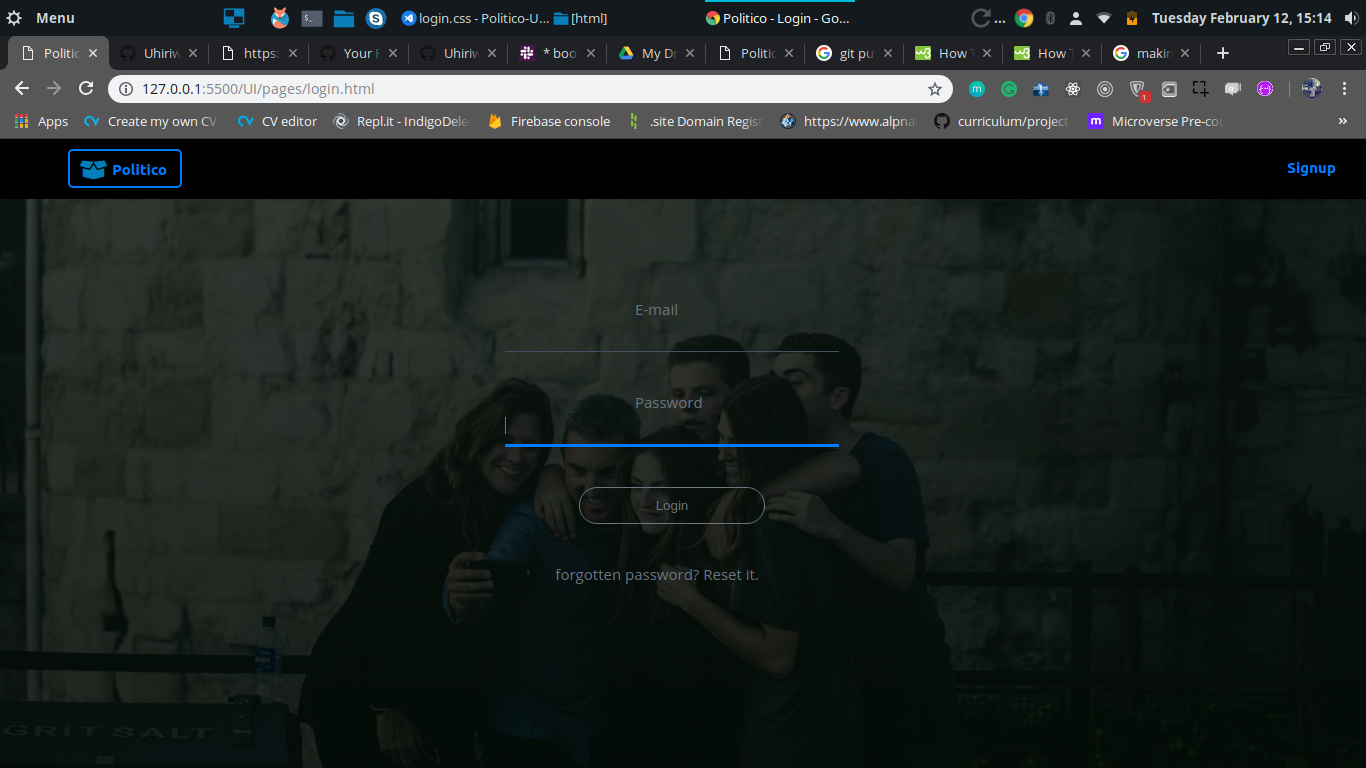 Menu
login.css - Politico-U...
[html]
Politico - Login - Go...
...
Tuesday February 12, 15:14
Politic
Uhiriw
https:
Your F
Uhiriw
* boo
My Dr
Politic
git pu
How T
How T
makin
127.0.0.1:5500/UI/pages/login.html
1
Apps
Create my own CV
CV editor
Repl.it - IndigoDele
Firebase console
.site Domain Regist
https://www.alpna
curriculum/project
Microverse Pre-cou
»
Politico
Signup
E-mail
Password
Login
forgotten password? Reset it.
GRIT SALT